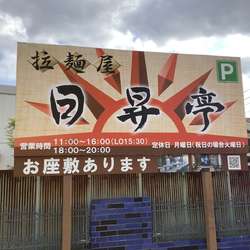 拉麺屋
P
日昇亭
営業時間 11:00〜16:00(LO15:30)
18:00〜20:00
定休日・月曜日(祝日の場合火曜日)
お座敷あります